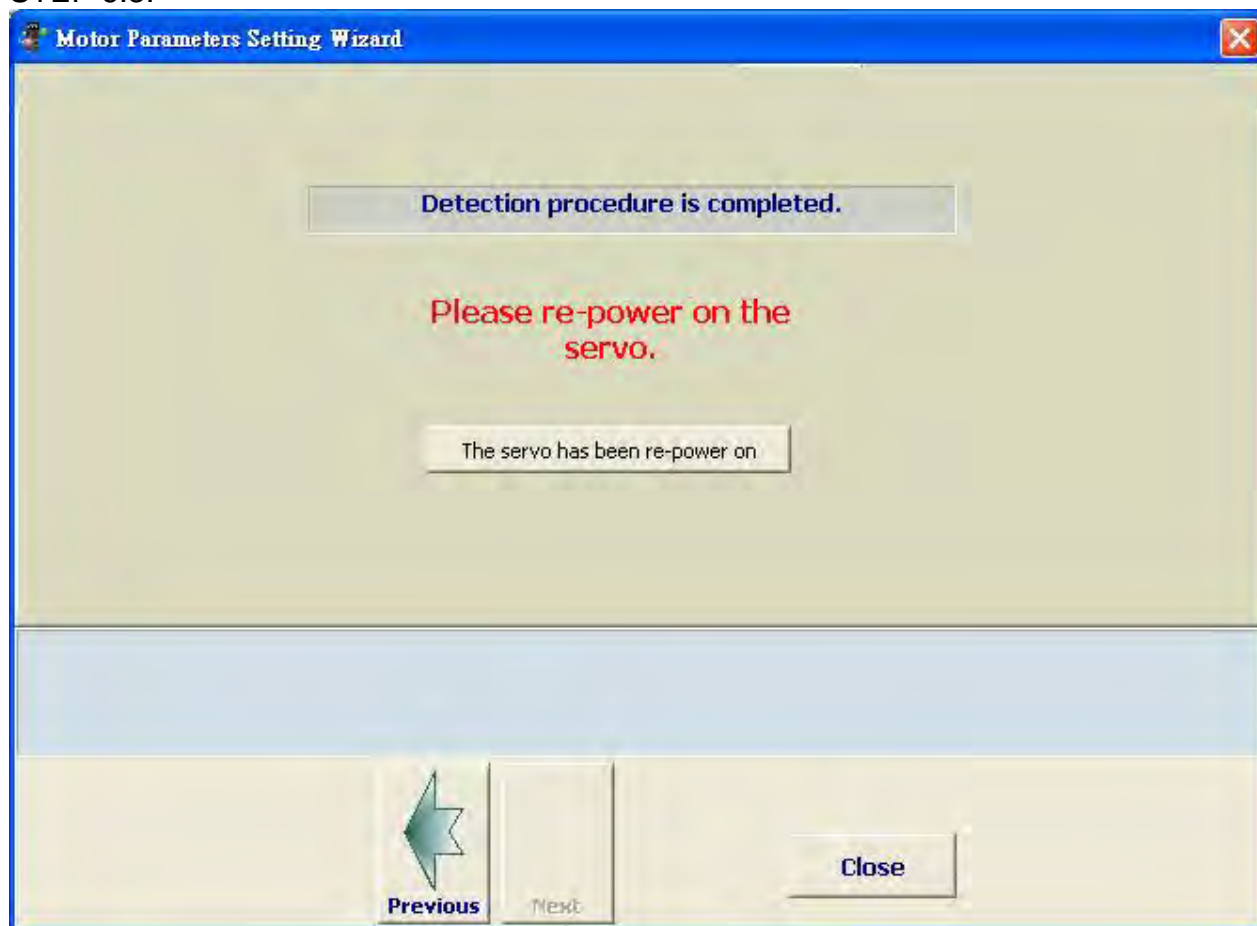 Motor Parameters Setting Wizard
Detection procedure is completed.
Please re-power on the
servo.
The servo has been re-power on
Previous
Next
Close